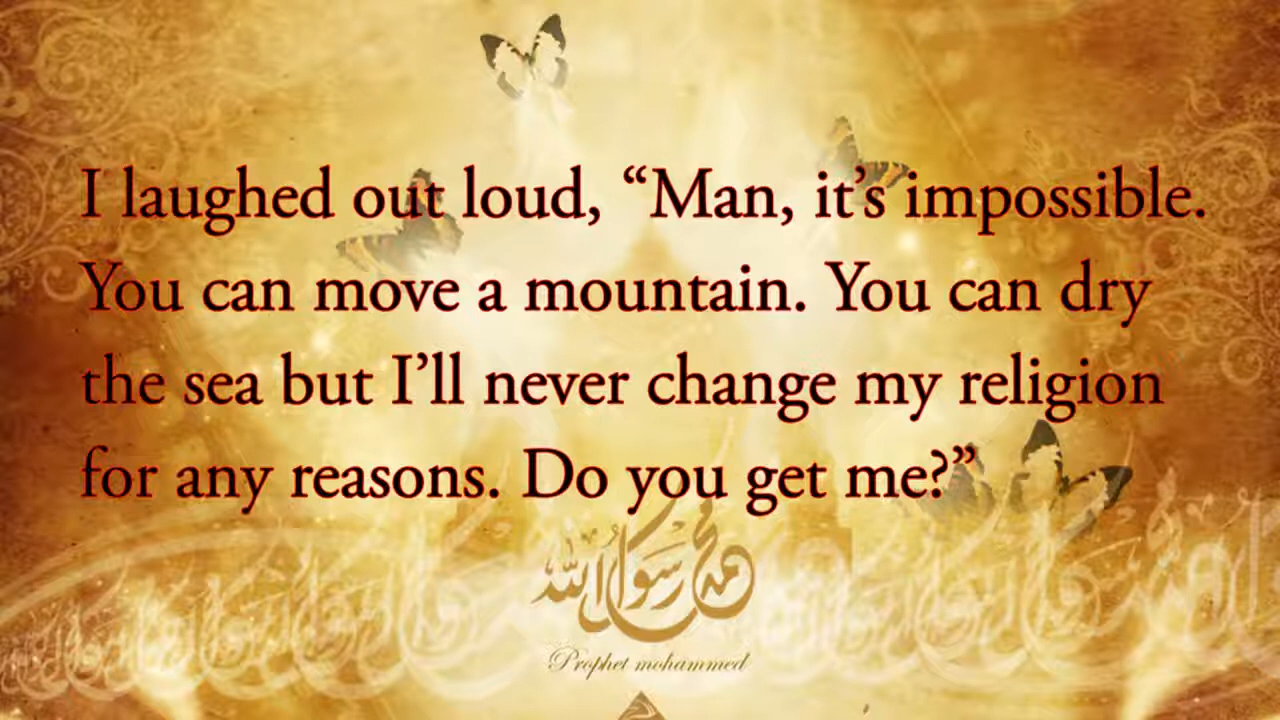 I laughed out loud, “Man, it’s impossible.
You can move a mountain. You can dry
the sea but I’ll never change my religion
for any reasons. Do you get me?”
محمد رسول الله
Prophet mohammed